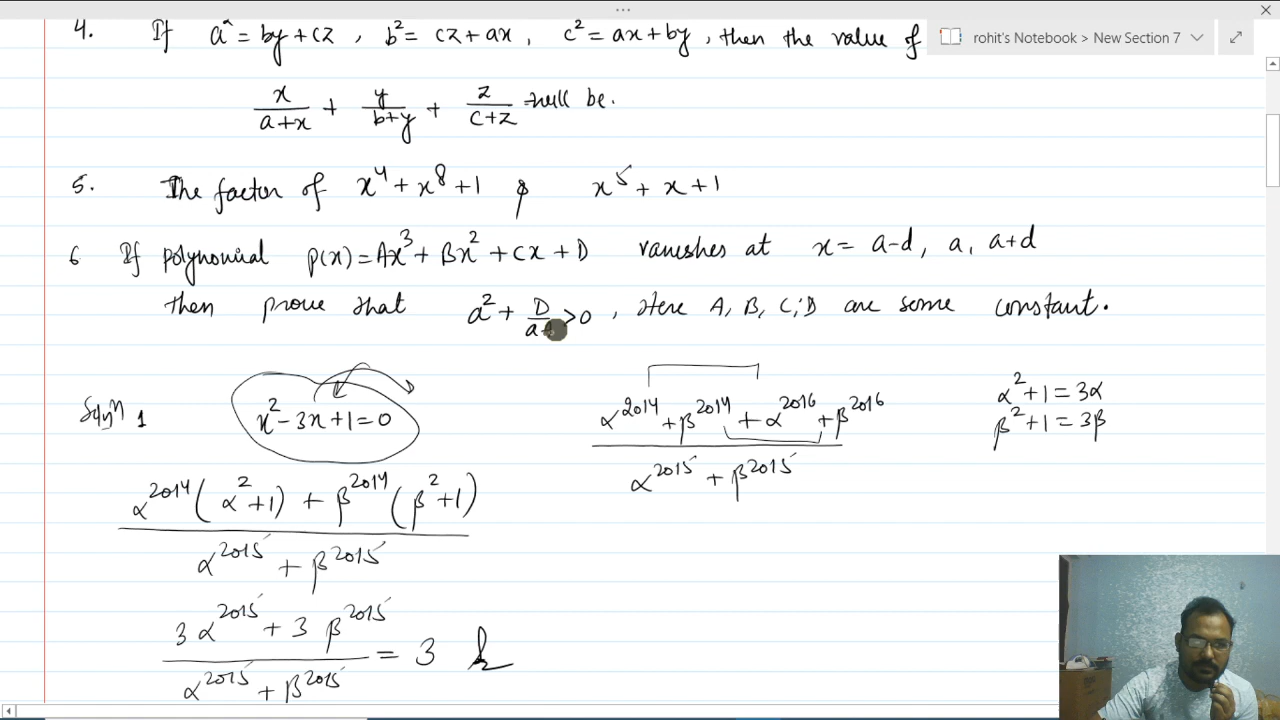 rohit's Notebook > New Section 7
4. If a² = by + cz , b² = cz + ax , c² = ax + by , then the value of
x/(a+x) + y/(b+y) + z/(c+z) will be.
5. The factor of x⁴ + x⁸ + 1 & x⁵ + x + 1
6 If polynomial p(x) = Ax³ + Bx² + Cx + D vanishes at x = a-d, a, a+d
then prove that a² + D/aA > 0 , Here A, B, C, D are some constant.
Solⁿ 1 x² - 3x + 1 = 0
(α²⁰¹⁴ + β²⁰¹⁴ + α²⁰¹⁶ + β²⁰¹⁶)/(α²⁰¹⁵ + β²⁰¹⁵)
α² + 1 = 3α
β² + 1 = 3β
(α²⁰¹⁴(α² + 1) + β²⁰¹⁴(β² + 1))/(α²⁰¹⁵ + β²⁰¹⁵)
(3α²⁰¹⁵ + 3β²⁰¹⁵)/(α²⁰¹⁵ + β²⁰¹⁵) = 3